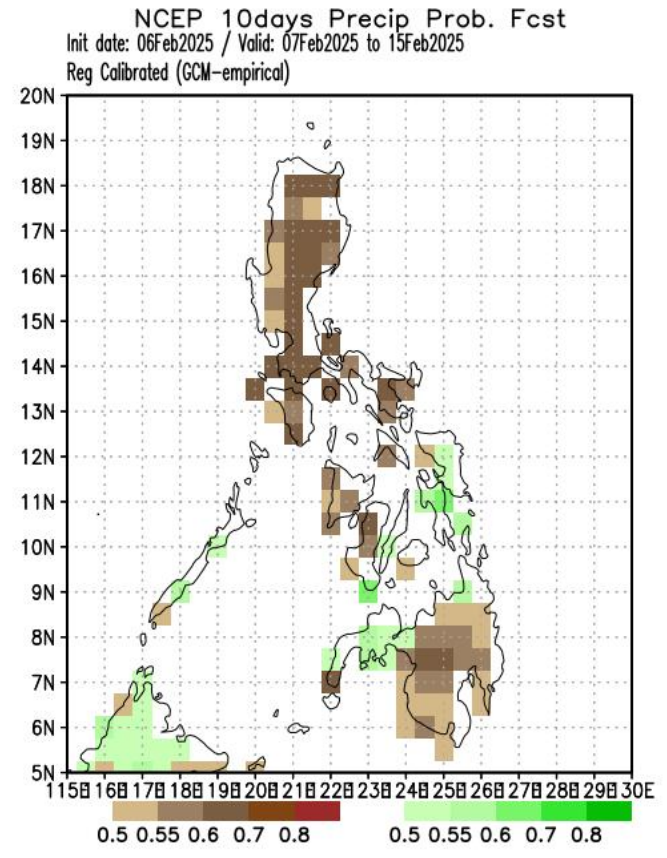 NCEP 10days Precip Prob. Fcst
Init date: 06Feb2025 / Valid: 07Feb2025 to 15Feb2025
Reg Calibrated (GCM-empirical)
20N
19N
18N
17N
16N
15N
14N
13N
12N
11N
10N
9N
8N
7N
6N
5N
115E 116E 117E 118E 119E 120E 121E 122E 123E 124E 125E 126E 127E 128E 129E 130E
0.5 0.55 0.6 0.7 0.8 0.5 0.55 0.6 0.7 0.8